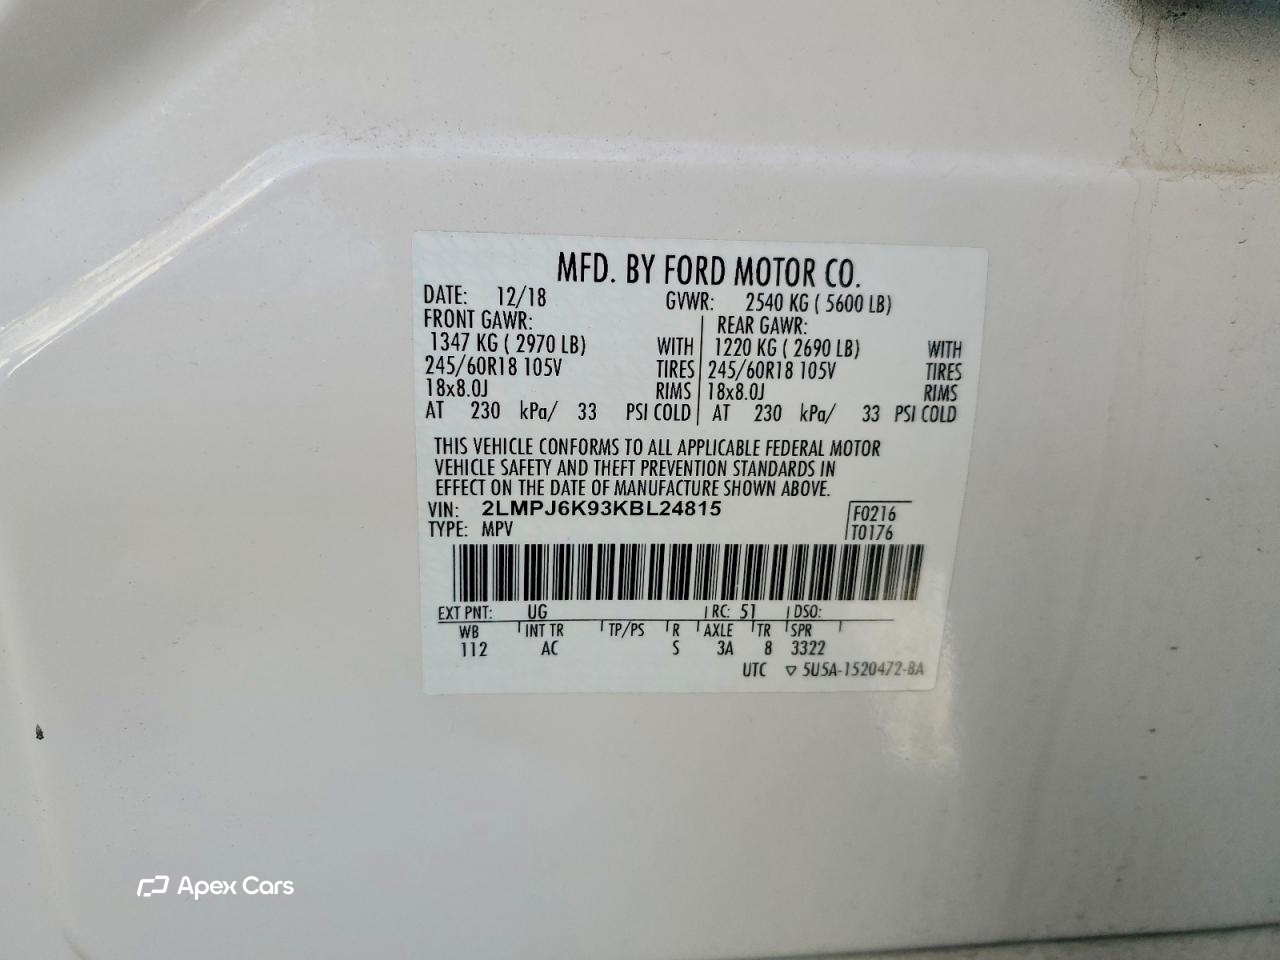 MFD. BY FORD MOTOR CO.
DATE: 12/18 GVWR: 2540 KG ( 5600 LB)
FRONT GAWR: REAR GAWR:
1347 KG ( 2970 LB) WITH 1220 KG ( 2690 LB) WITH
245/60R18 105V TIRES 245/60R18 105V TIRES
18x8.0J RIMS 18x8.0J RIMS
AT 230 kPa/ 33 PSI COLD AT 230 kPa/ 33 PSI COLD
THIS VEHICLE CONFORMS TO ALL APPLICABLE FEDERAL MOTOR
VEHICLE SAFETY AND THEFT PREVENTION STANDARDS IN
EFFECT ON THE DATE OF MANUFACTURE SHOWN ABOVE.
VIN: 2LMPJ6K93KBL24815 F0216
TYPE: MPV T0176
EXT PNT: UG RC: 51 DSO:
WB INT TR TP/PS R AXLE TR SPR
112 AC S 3A 8 3322
UTC ▽ 5U5A-1520472-BA
Apex Cars